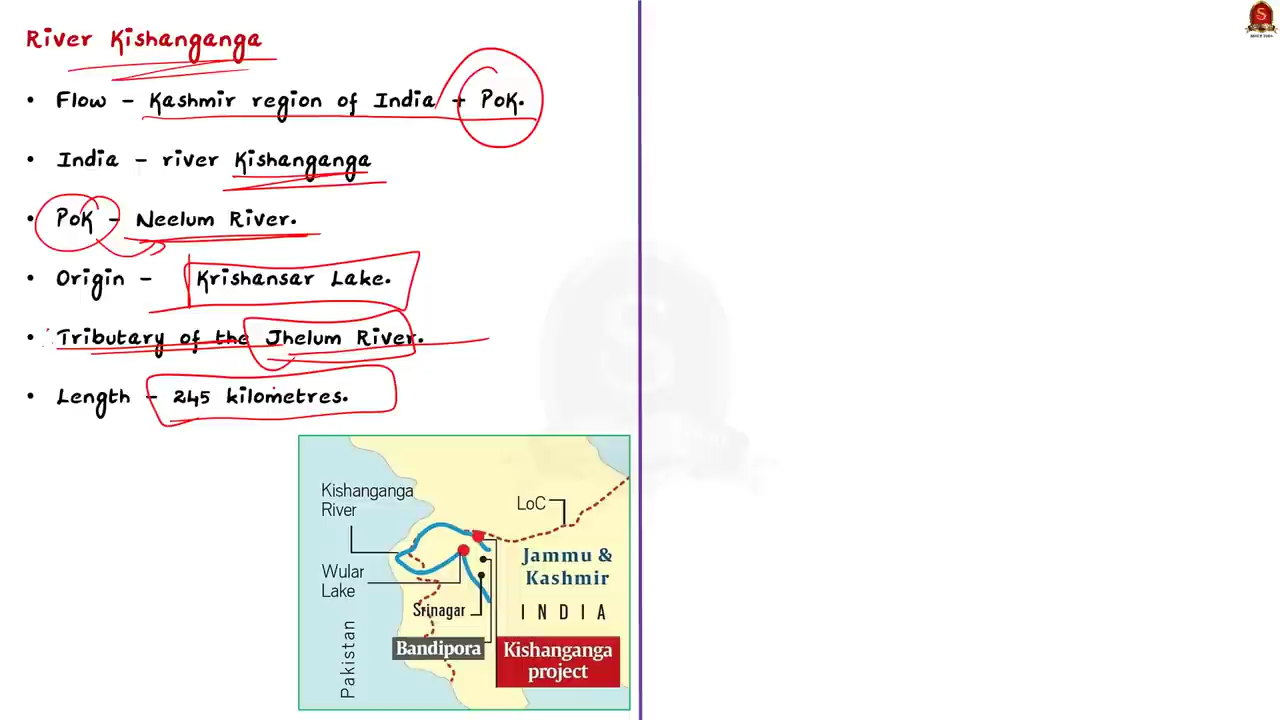 River Kishanganga
• Flow - Kashmir region of India + PoK.
• India - river Kishanganga
• PoK - Neelum River.
• Origin - Krishansar Lake.
• Tributary of the Jhelum River.
• Length - 245 kilometres.
Kishanganga
River
LoC
Jammu &
Kashmir
Wular
Lake
Srinagar
INDIA
Pakistan
Bandipora
Kishanganga
project